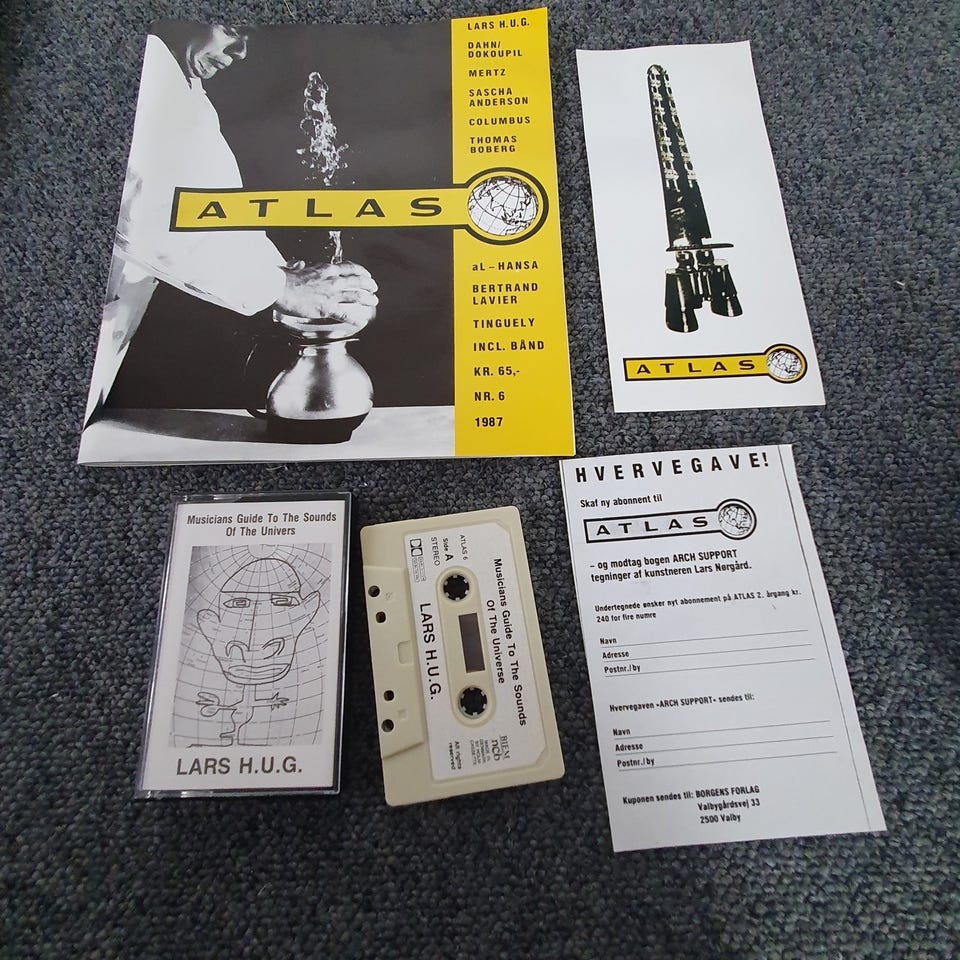 LARS H.U.G.
DAHN/
DOKOUPIL
MERTZ
SASCHA
ANDERSON
COLUMBUS
THOMAS
BOBERG
ATLAS
aL – HANSA
BERTRAND
LAVIER
TINGUELY
INCL. BÅND
KR. 65,-
NR. 6
1987
ATLAS
Musicians Guide To The Sounds
Of The Univers
LARS H.U.G.
ATLAS 6
Side A
STEREO
Musicians Guide To The Sounds
Of The Universe
LARS H.U.G.
BIEM
ncb
All rights
reserved
HVERVEGAVE!
Skaf ny abonnent til
ATLAS
– og modtag bogen ARCH SUPPORT
tegninger af kunstneren Lars Nørgård.
Undertegnede ønsker nyt abonnement på ATLAS 2. årgang kr.
240 for fire numre
Navn
Adresse
Postnr./by
Hvervegaven »ARCH SUPPORT« sendes til:
Navn
Adresse
Postnr./by
Kuponen sendes til: BORGENS FORLAG
Valbygårdsvej 33
2500 Valby